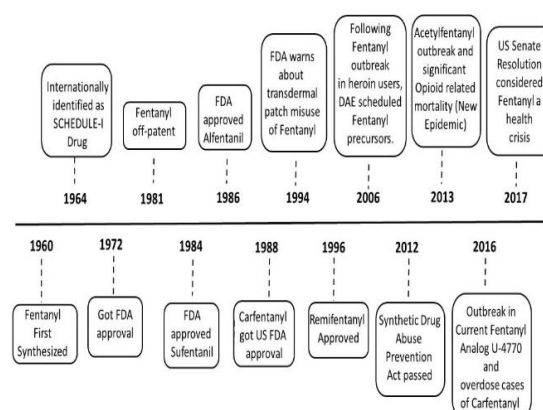 Internationally
identified as
SCHEDULE-I
Drug
1964
Fentanyl
off-patent
1981
FDA
approved
Alfentanil
1986
FDA warns
about
transdermal
patch misuse
of Fentanyl
1994
Following
Fentanyl
outbreak
in heroin users,
DAE scheduled
Fentanyl
precursors.
2006
Acetylfentanyl
outbreak and
significant
Opioid related
mortality (New
Epidemic)
2013
US Senate
Resolution
considered
Fentanyl a
health
crisis
2017
1960
Fentanyl
First
Synthesized
1972
Got FDA
approval
1984
FDA
approved
Sufentanil
1988
Carfentanyl
got US FDA
approval
1996
Remifentanyl
Approved
2012
Synthetic Drug
Abuse
Prevention
Act passed
2016
Outbreak in
Current Fentanyl
Analog U-4770
and
overdose cases
of Carfentanyl